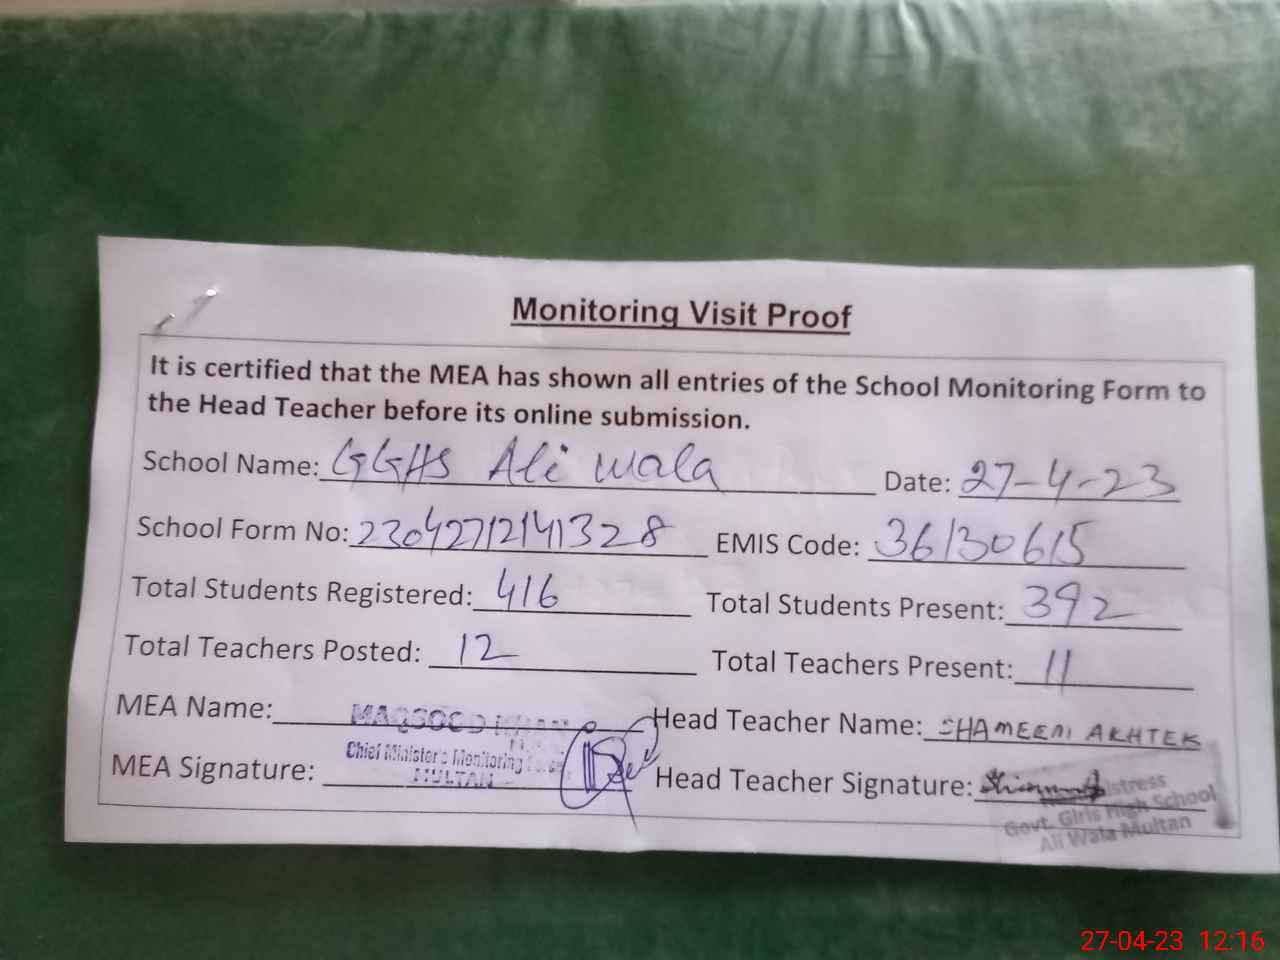 Monitoring Visit Proof
It is certified that the MEA has shown all entries of the School Monitoring Form to
the Head Teacher before its online submission.
School Name: GGHS Ali wala Date: 27-4-23
School Form No: 23042712141328 EMIS Code: 36130615
Total Students Registered: 416 Total Students Present: 392
Total Teachers Posted: 12 Total Teachers Present: 11
MEA Name: MAQSOOD KHAN Head Teacher Name: SHAMEEM AKHTER
Chief Minister's Monitoring
MULTAN
MEA Signature: Head Teacher Signature:
Govt. Girls High School
Ali Wala Multan
27-04-23 12:16